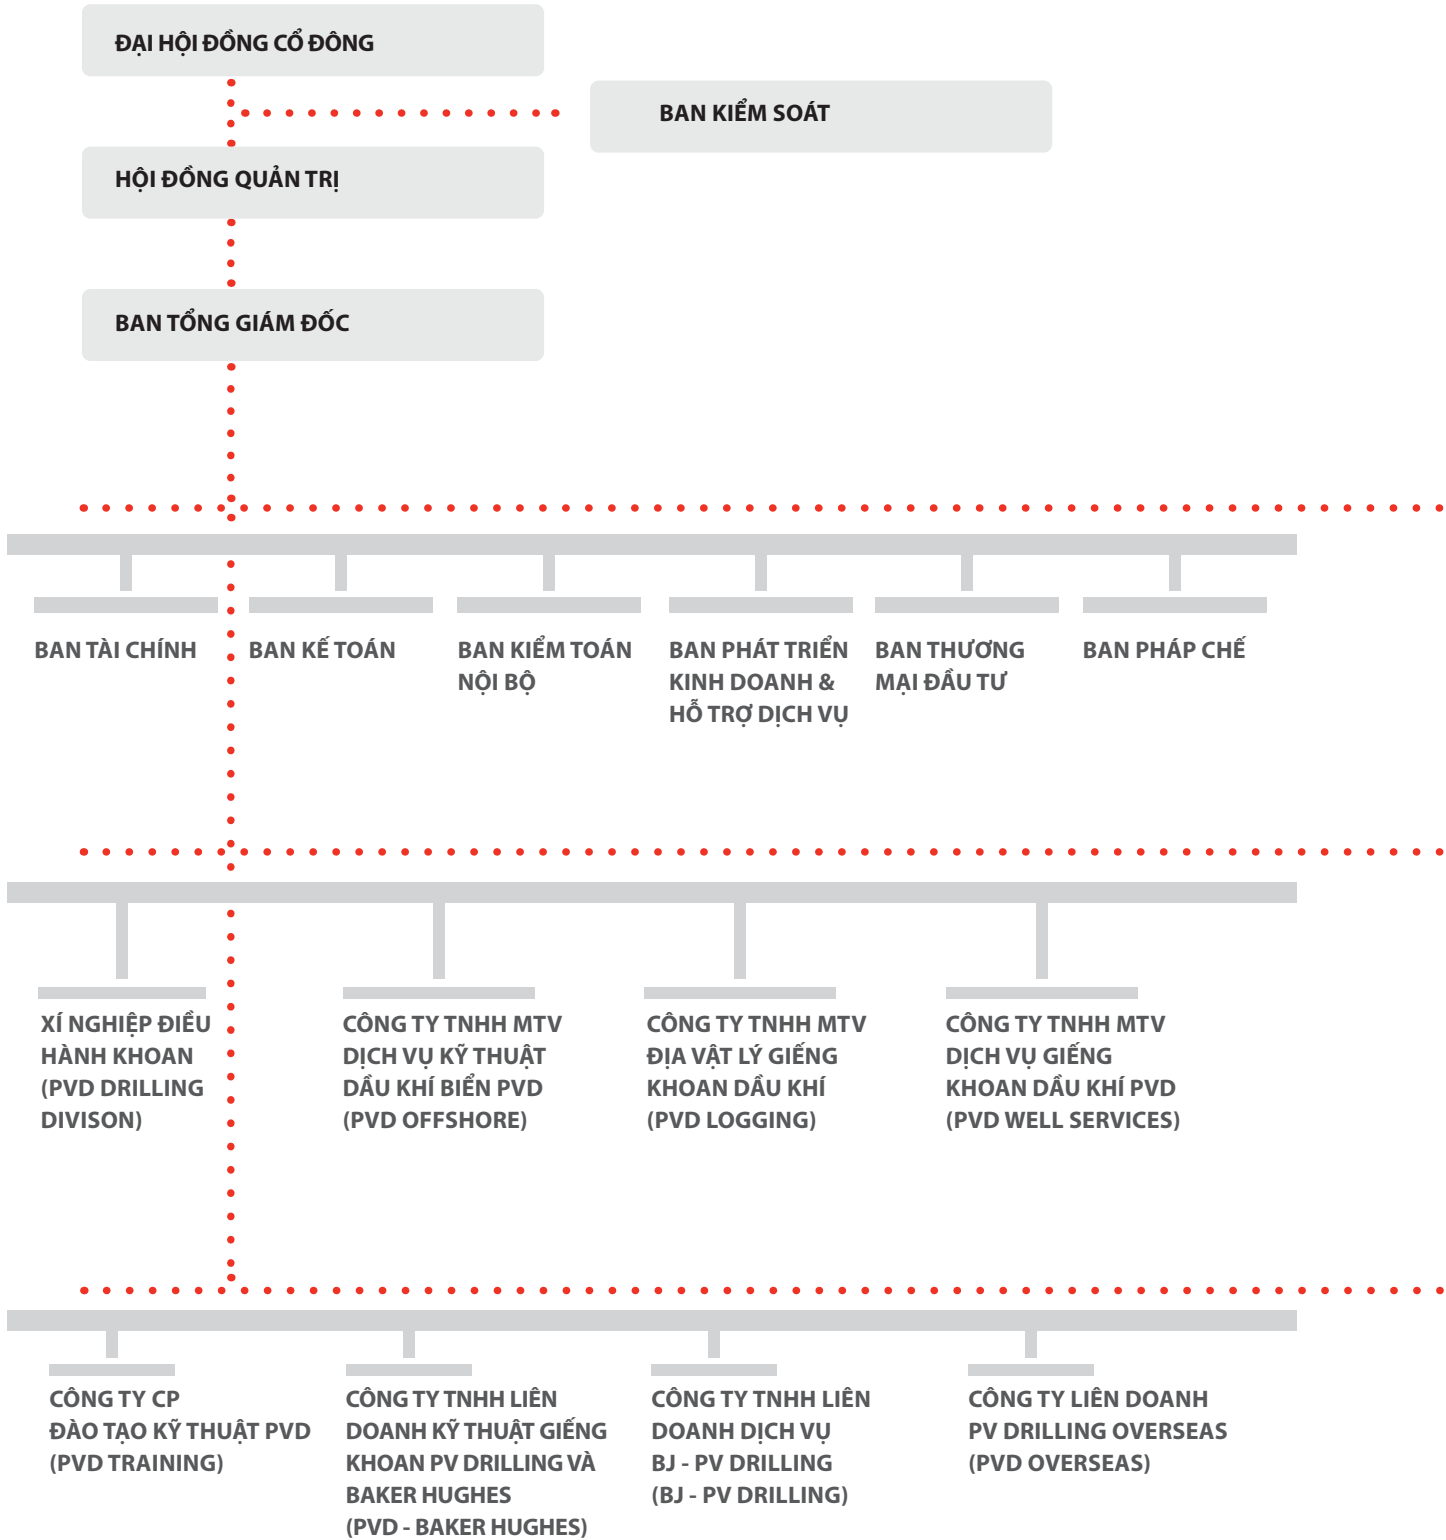 ĐẠI HỘI ĐỒNG CỔ ĐÔNG
BAN KIỂM SOÁT
HỘI ĐỒNG QUẢN TRỊ
BAN TỔNG GIÁM ĐỐC
BAN TÀI CHÍNH
BAN KẾ TOÁN
BAN KIỂM TOÁN
NỘI BỘ
BAN PHÁT TRIỂN
KINH DOANH &
HỖ TRỢ DỊCH VỤ
BAN THƯƠNG
MẠI ĐẦU TƯ
BAN PHÁP CHẾ
XÍ NGHIỆP ĐIỀU
HÀNH KHOAN
(PVD DRILLING
DIVISON)
CÔNG TY TNHH MTV
DỊCH VỤ KỸ THUẬT
DẦU KHÍ BIỂN PVD
(PVD OFFSHORE)
CÔNG TY TNHH MTV
ĐỊA VẬT LÝ GIẾNG
KHOAN DẦU KHÍ
(PVD LOGGING)
CÔNG TY TNHH MTV
DỊCH VỤ GIẾNG
KHOAN DẦU KHÍ PVD
(PVD WELL SERVICES)
CÔNG TY CP
ĐÀO TẠO KỸ THUẬT PVD
(PVD TRAINING)
CÔNG TY TNHH LIÊN
DOANH KỸ THUẬT GIẾNG
KHOAN PV DRILLING VÀ
BAKER HUGHES
(PVD - BAKER HUGHES)
CÔNG TY TNHH LIÊN
DOANH DỊCH VỤ
BJ - PV DRILLING
(BJ - PV DRILLING)
CÔNG TY LIÊN DOANH
PV DRILLING OVERSEAS
(PVD OVERSEAS)